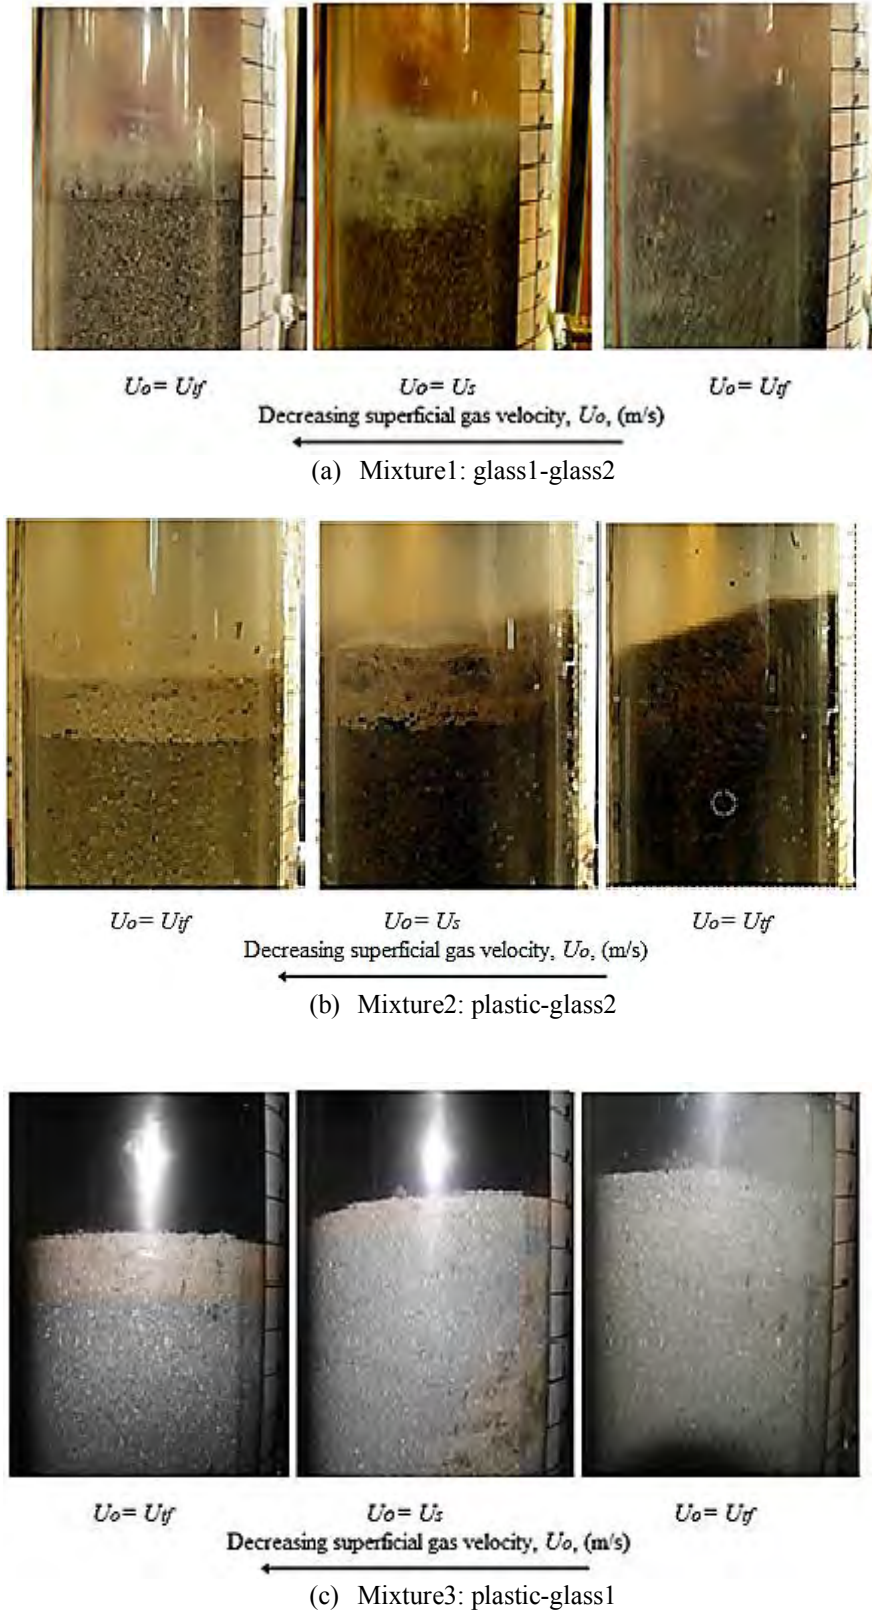 Uo= Utf Uo= Us Uo= Utf
Decreasing superficial gas velocity, Uo, (m/s)
(a) Mixture1: glass1-glass2
Uo= Utf Uo= Us Uo= Utf
Decreasing superficial gas velocity, Uo, (m/s)
(b) Mixture2: plastic-glass2
Uo= Utf Uo= Us Uo= Utf
Decreasing superficial gas velocity, Uo, (m/s)
(c) Mixture3: plastic-glass1